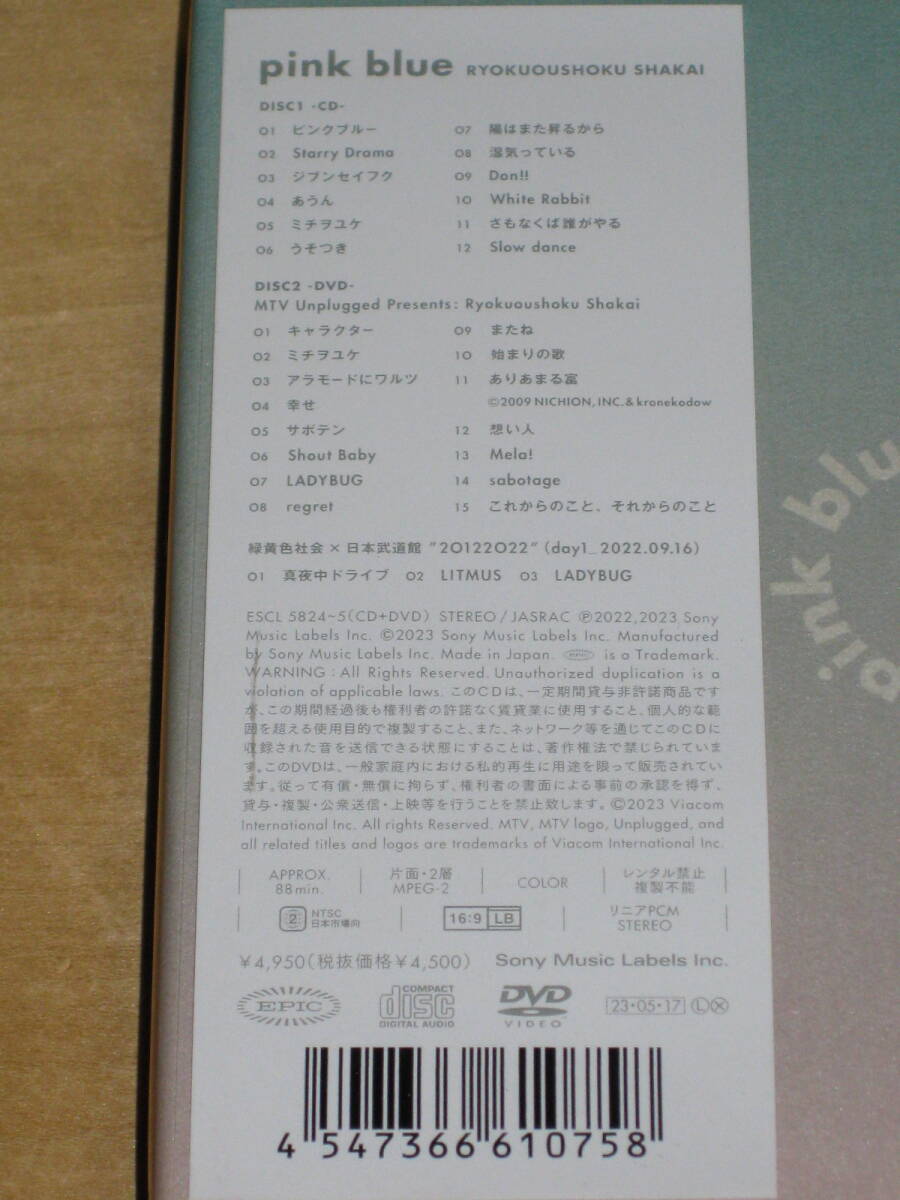 pink blue RYOKUOUSHOKU SHAKAI
DISC1 -CD-
01 ピンクブルー
02 Starry Drama
03 ジブンセイフク
04 あうん
05 ミチヲユケ
06 うそつき
07 陽はまた昇るから
08 湿気っている
09 Don!!
10 White Rabbit
11 さもなくば誰がやる
12 Slow dance
DISC2 -DVD-
MTV Unplugged Presents: Ryokuoushoku Shakai
01 キャラクター
02 ミチヲユケ
03 アラモードにワルツ
04 幸せ
05 サボテン
06 Shout Baby
07 LADYBUG
08 regret
09 またね
10 始まりの歌
11 ありあまる富
©2009 NICHION, INC. & kronekodow
12 想い人
13 Mela!
14 sabotage
15 これからのこと、それからのこと
緑黄色社会×日本武道館 "20122022" (day1_2022.09.16)
01 真夜中ドライブ 02 LITMUS 03 LADYBUG
ESCL 5824~5(CD+DVD) STEREO/JASRAC ℗2022,2023 Sony
Music Labels Inc. ©2023 Sony Music Labels Inc. Manufactured
by Sony Music Labels Inc. Made in Japan. EPIC is a Trademark.
WARNING: All Rights Reserved. Unauthorized duplication is a
violation of applicable laws. このCDは、一定期間貸与非許諾商品です
が、この期間経過後も権利者の許諾なく賃貸業に使用すること、個人的な範
囲を超える使用目的で複製すること、また、ネットワーク等を通じてこのCDに
収録された音を送信できる状態にすることは、著作権法で禁じられていま
す。このDVDは、一般家庭内における私的再生に用途を限って販売されてい
ます。従って有償・無償に拘らず、権利者の書面による事前の承認を得ず、
貸与・複製・公衆送信・上映等を行うことを禁止致します。©2023 Viacom
International Inc. All rights Reserved. MTV, MTV logo, Unplugged, and
all related titles and logos are trademarks of Viacom International Inc.
APPROX. 88min.
片面・2層 MPEG-2
COLOR
レンタル禁止 複製不能
2 NTSC 日本市場向
16:9 LB
リニアPCM STEREO
¥4,950(税抜価格¥4,500) Sony Music Labels Inc.
EPIC
COMPACT disc DIGITAL AUDIO
DVD VIDEO
23・05・17 Ⓛ Ⓧ
4 547366 610758
pink blu